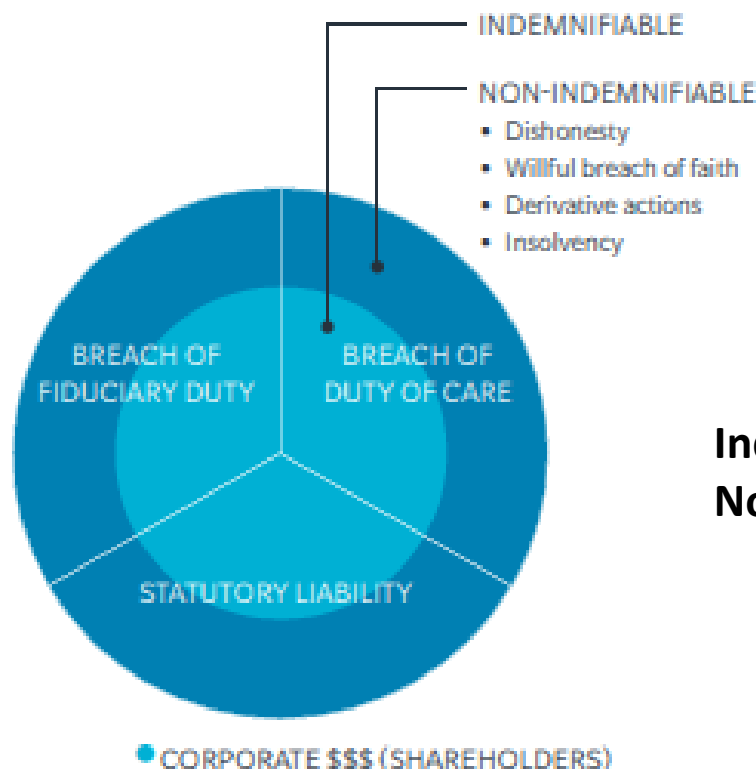 INDEMNIFIABLE
NON-INDEMNIFIABLE
• Dishonesty
• Willful breach of faith
• Derivative actions
• Insolvency
BREACH OF
FIDUCIARY DUTY
BREACH OF
DUTY OF CARE
STATUTORY LIABILITY
CORPORATE $$$ (SHAREHOLDERS)